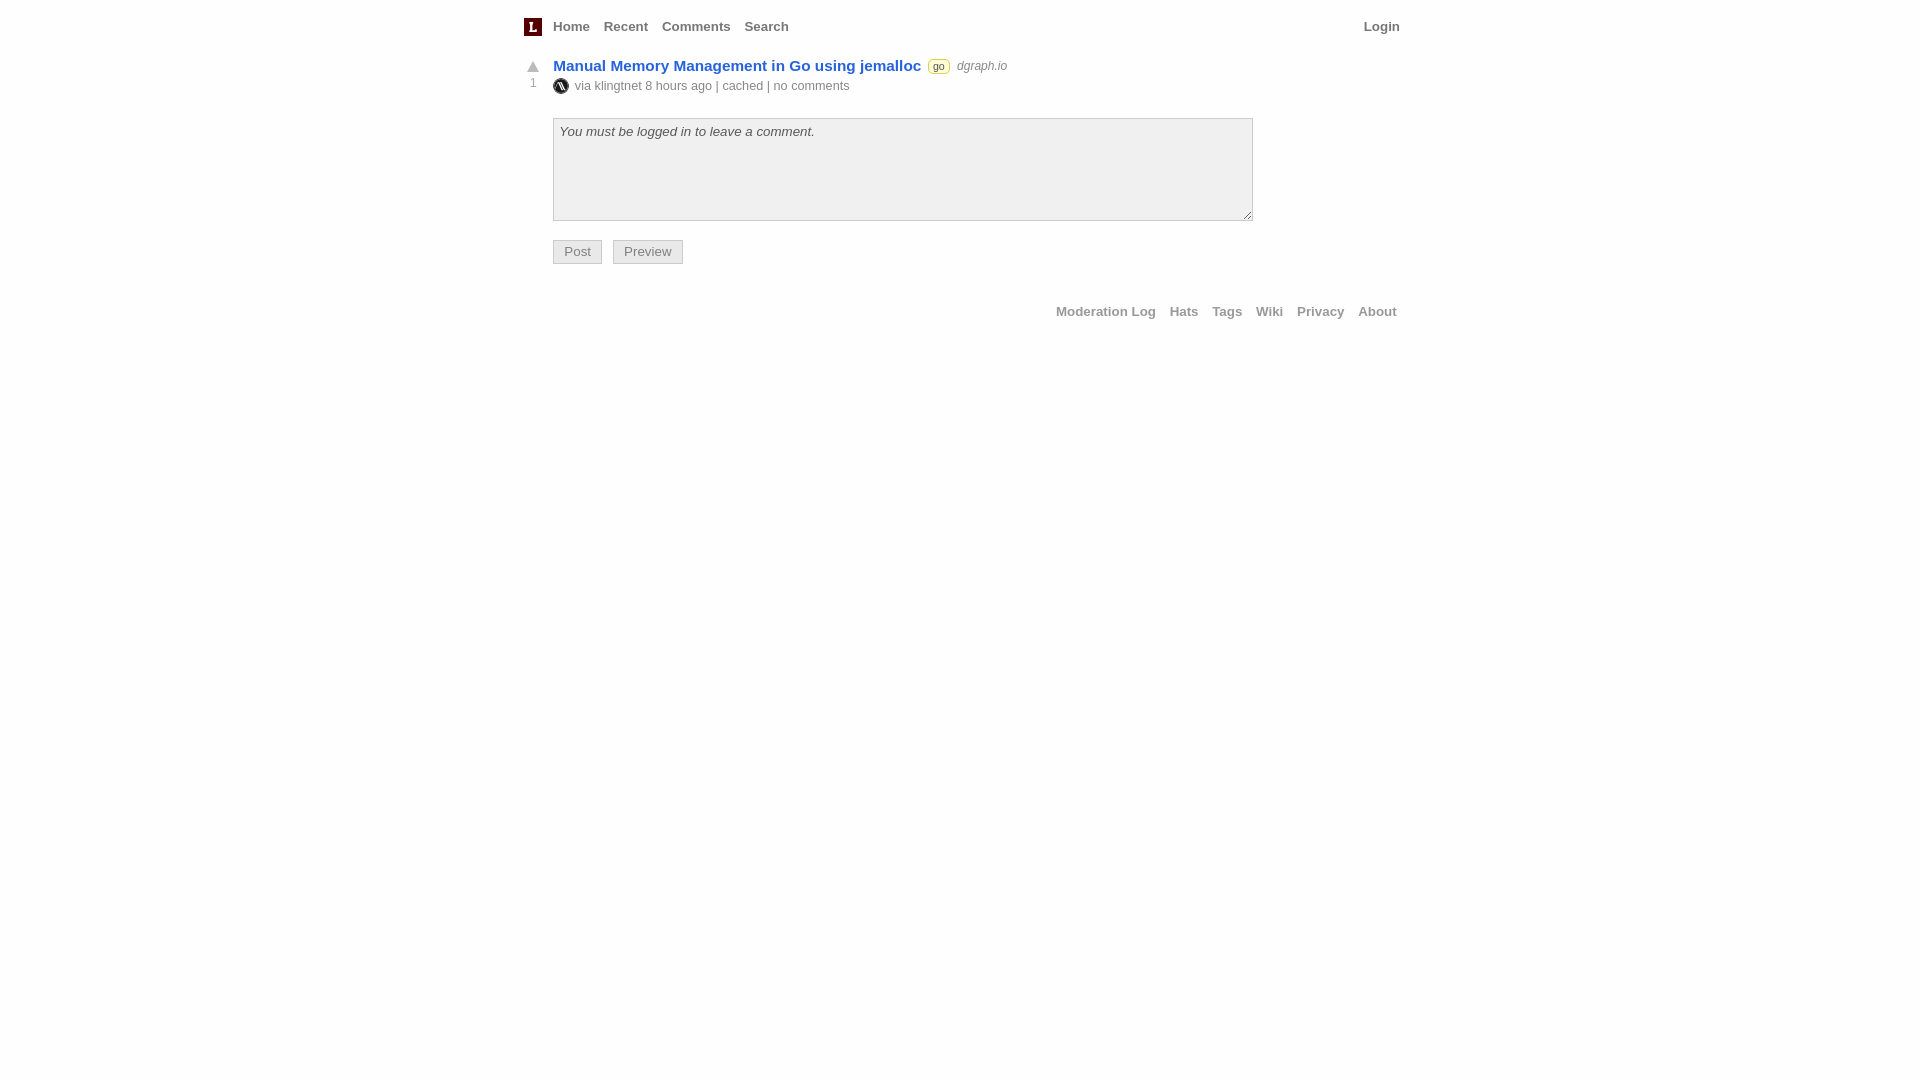 L Home Recent Comments Search Login
Manual Memory Management in Go using jemalloc go dgraph.io
1
via klingtnet 8 hours ago | cached | no comments
You must be logged in to leave a comment.
Post Preview
Moderation Log Hats Tags Wiki Privacy About